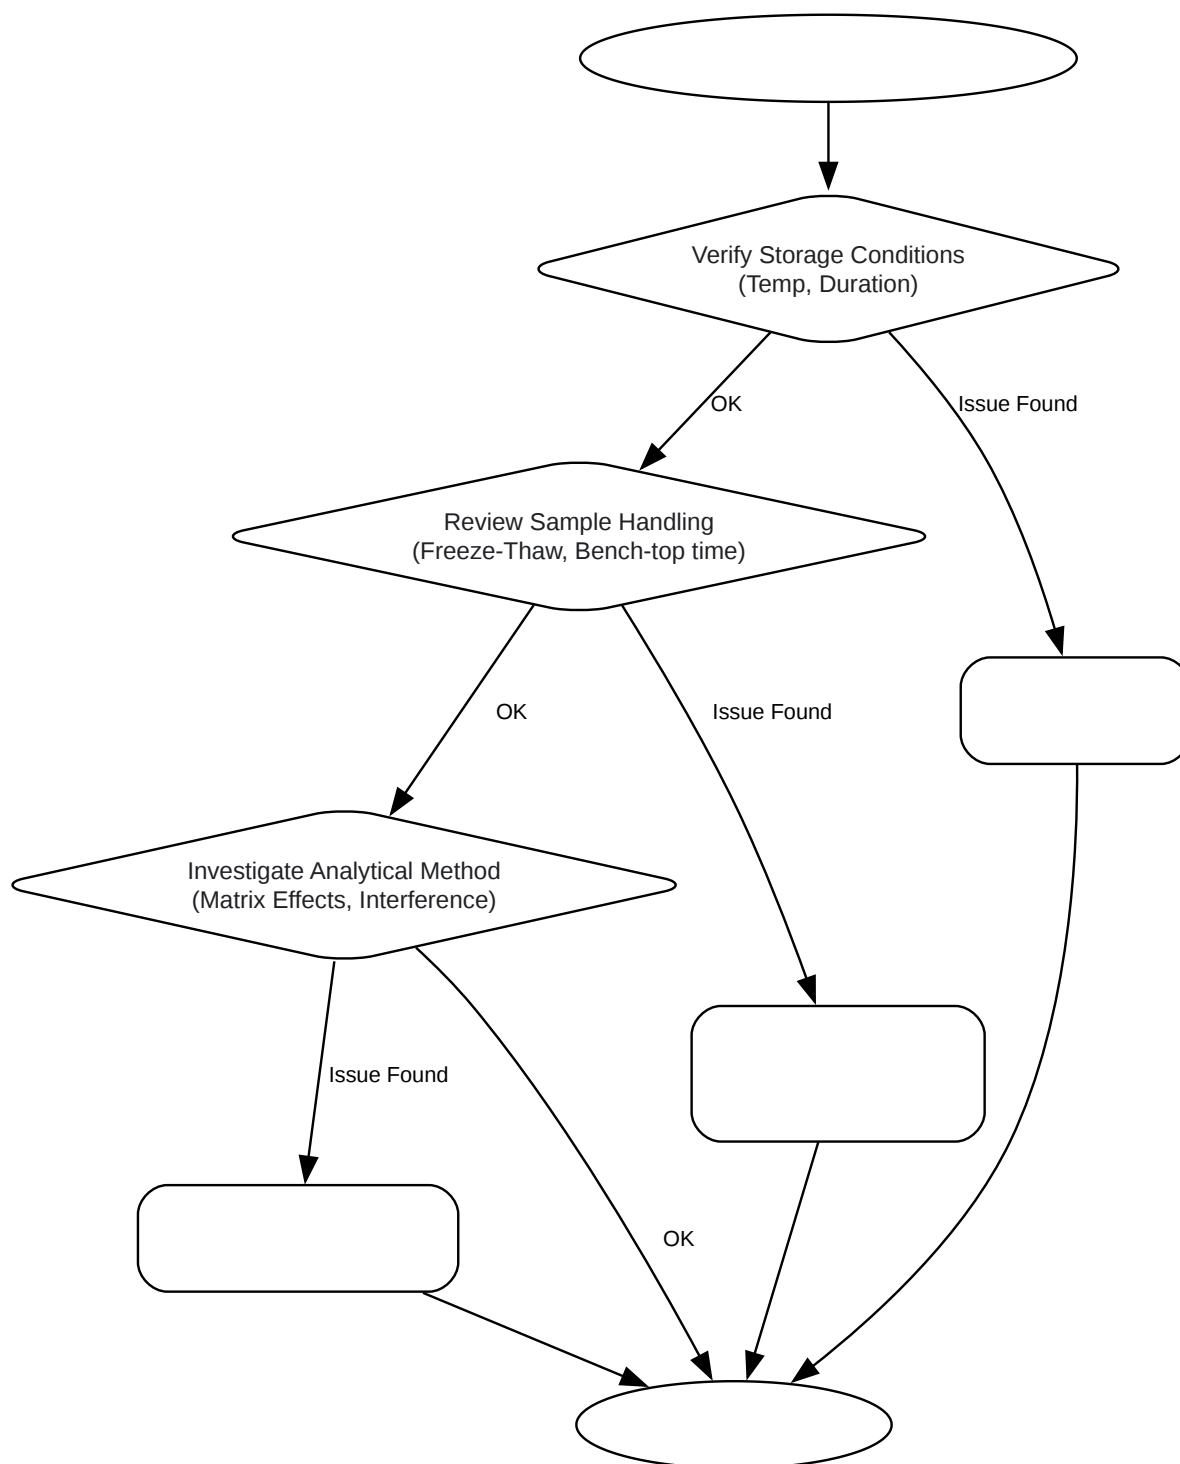 Verify Storage Conditions
(Temp, Duration)
OK
Issue Found
Review Sample Handling
(Freeze-Thaw, Bench-top time)
OK
Issue Found
Investigate Analytical Method
(Matrix Effects, Interference)
Issue Found
OK